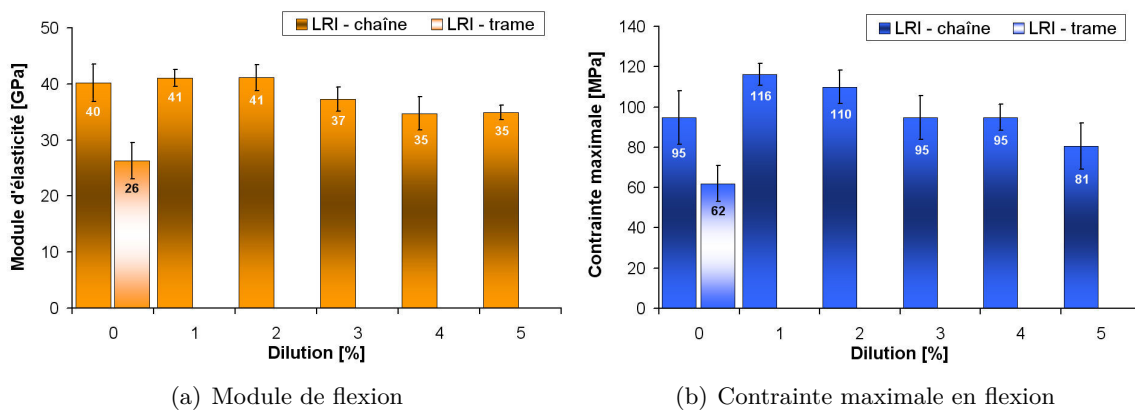 LRI - chaîne LRI - trame
Module d'élasticité [GPa]
50
40
30
20
10
0
40
26
41
41
37
35
35
0 1 2 3 4 5
Dilution [%]
(a) Module de flexion
LRI - chaîne LRI - trame
Contrainte maximale [MPa]
140
120
100
80
60
40
20
0
95
62
116
110
95
95
81
0 1 2 3 4 5
Dilution [%]
(b) Contrainte maximale en flexion